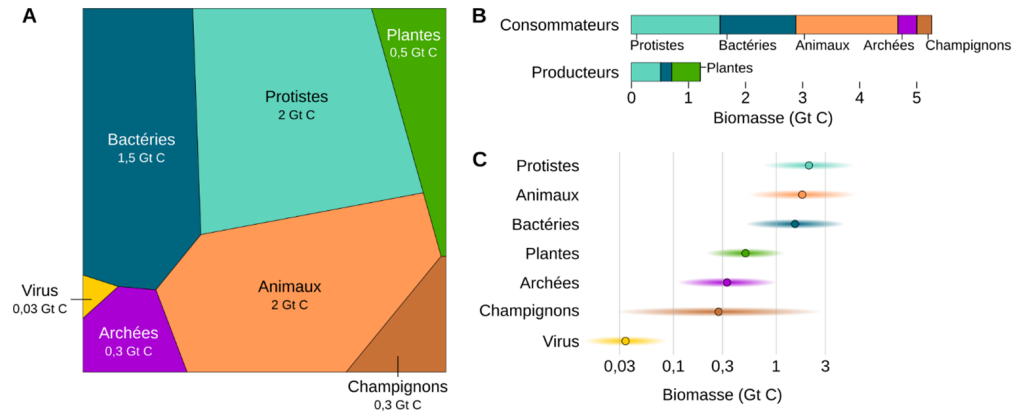 A
Plantes
0,5 Gt C
Protistes
2 Gt C
Bactéries
1,5 Gt C
Virus
0,03 Gt C
Animaux
2 Gt C
Archées
0,3 Gt C
Champignons
0,3 Gt C
B
Consommateurs
Protistes
Bactéries
Animaux
Archées
Champignons
Producteurs
Plantes
0 1 2 3 4 5
Biomasse (Gt C)
C
Protistes
Animaux
Bactéries
Plantes
Archées
Champignons
Virus
0,03 0,1 0,3 1 3
Biomasse (Gt C)